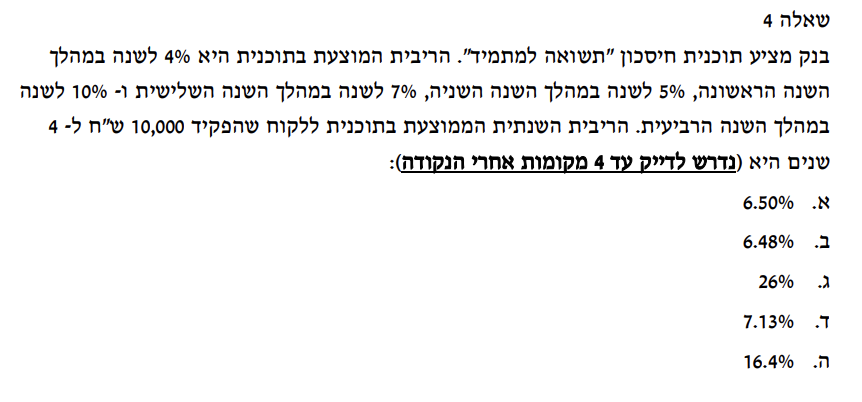 שאלה 4
בנק מציע תוכנית חיסכון "תשואה למתמיד". הריבית המוצעת בתוכנית היא 4% לשנה במהלך
השנה הראשונה, 5% לשנה במהלך השנה השניה, 7% לשנה במהלך השנה השלישית ו- 10% לשנה
במהלך השנה הרביעית. הריבית השנתית הממוצעת בתוכנית ללקוח שהפקיד 10,000 ש"ח ל- 4
שנים היא (נדרש לדייק עד 4 מקומות אחרי הנקודה):
א. 6.50%
ב. 6.48%
ג. 26%
ד. 7.13%
ה. 16.4%